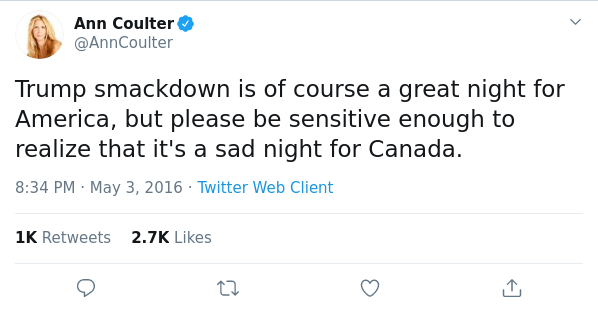 Ann Coulter
@AnnCoulter
Trump smackdown is of course a great night for
America, but please be sensitive enough to
realize that it's a sad night for Canada.
8:34 PM · May 3, 2016 · Twitter Web Client
1K Retweets 2.7K Likes